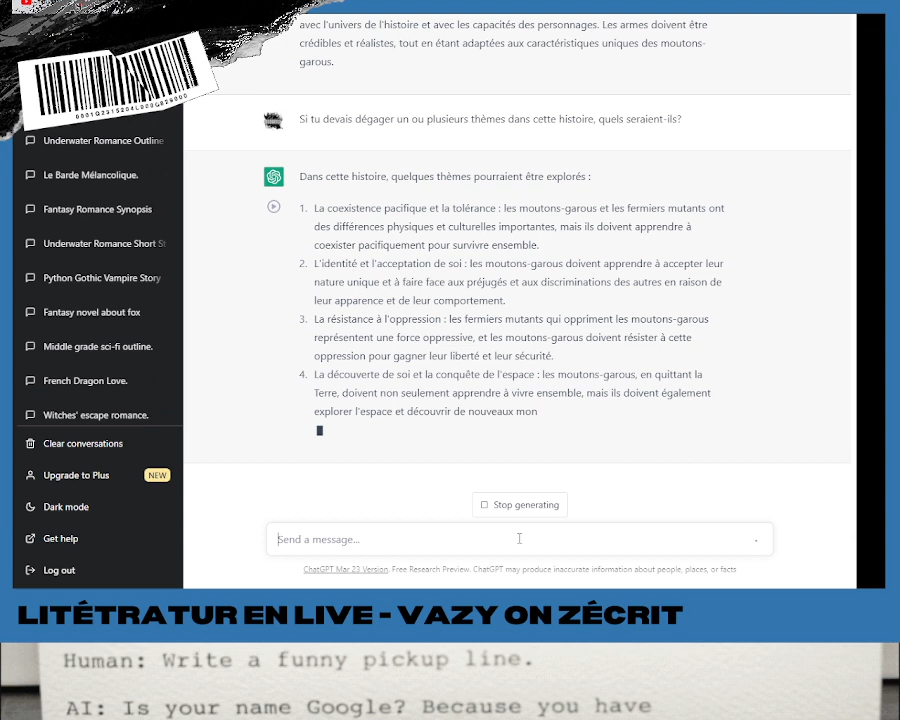 avec l'univers de l'histoire et avec les capacités des personnages. Les armes doivent être
crédibles et réalistes, tout en étant adaptées aux caractéristiques uniques des moutons-
garous.
Si tu devais dégager un ou plusieurs thèmes dans cette histoire, quels seraient-ils?
Underwater Romance Outline
Le Barde Mélancolique.
Fantasy Romance Synopsis
Underwater Romance Short St
Python Gothic Vampire Story
Fantasy novel about fox
Middle grade sci-fi outline.
French Dragon Love.
Witches' escape romance.
Clear conversations
Upgrade to Plus NEW
Dark mode
Get help
Log out
Dans cette histoire, quelques thèmes pourraient être explorés :
1. La coexistence pacifique et la tolérance : les moutons-garous et les fermiers mutants ont
des différences physiques et culturelles importantes, mais ils doivent apprendre à
coexister pacifiquement pour survivre ensemble.
2. L'identité et l'acceptation de soi : les moutons-garous doivent apprendre à accepter leur
nature unique et à faire face aux préjugés et aux discriminations des autres en raison de
leur apparence et de leur comportement.
3. La résistance à l'oppression : les fermiers mutants qui oppriment les moutons-garous
représentent une force oppressive, et les moutons-garous doivent résister à cette
oppression pour gagner leur liberté et leur sécurité.
4. La découverte de soi et la conquête de l'espace : les moutons-garous, en quittant la
Terre, doivent non seulement apprendre à vivre ensemble, mais ils doivent également
explorer l'espace et découvrir de nouveaux mon
Stop generating
Send a message...
ChatGPT Mar 23 Version. Free Research Preview. ChatGPT may produce inaccurate information about people, places, or facts
LITÉTRATUR EN LIVE - VAZY ON ZÉCRIT
Human: Write a funny pickup line.
AI: Is your name Google? Because you have